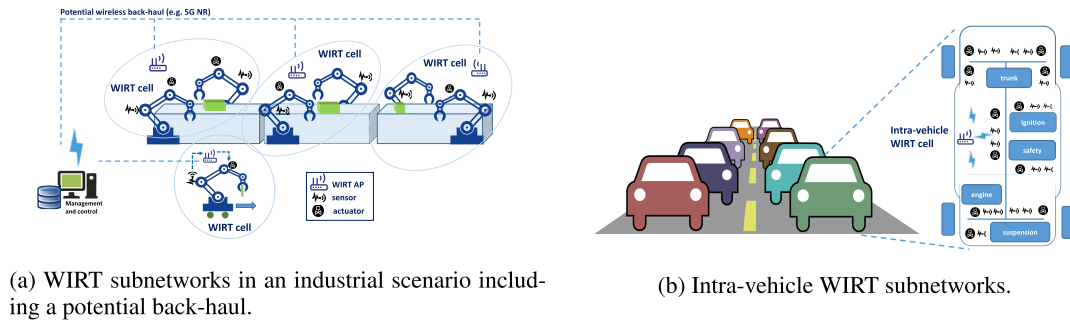 Potential wireless back-haul (e.g. 5G NR)
WIRT cell
WIRT cell
WIRT cell
Management
and control
WIRT cell
WIRT AP
sensor
actuator
(a) WIRT subnetworks in an industrial scenario includ-
ing a potential back-haul.
Intra-vehicle
WIRT cell
trunk
ignition
safety
engine
suspension
(b) Intra-vehicle WIRT subnetworks.